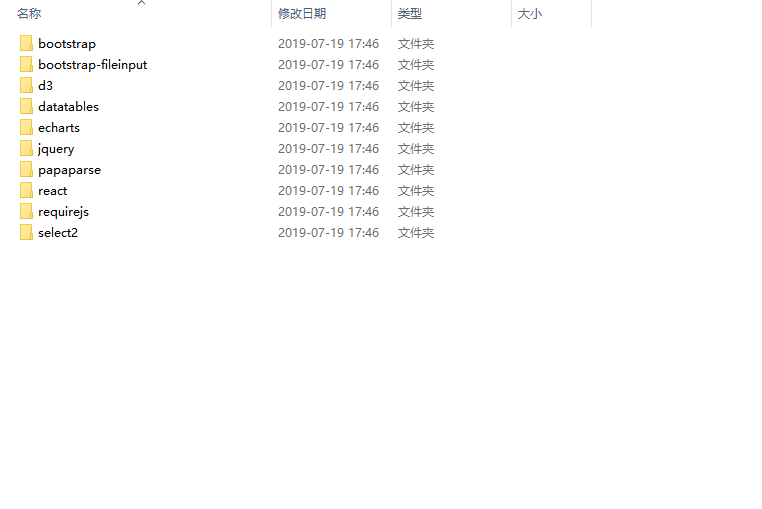 名称 修改日期 类型 大小
bootstrap 2019-07-19 17:46 文件夹
bootstrap-fileinput 2019-07-19 17:46 文件夹
d3 2019-07-19 17:46 文件夹
datatables 2019-07-19 17:46 文件夹
echarts 2019-07-19 17:46 文件夹
jquery 2019-07-19 17:46 文件夹
papaparse 2019-07-19 17:46 文件夹
react 2019-07-19 17:46 文件夹
requirejs 2019-07-19 17:46 文件夹
select2 2019-07-19 17:46 文件夹